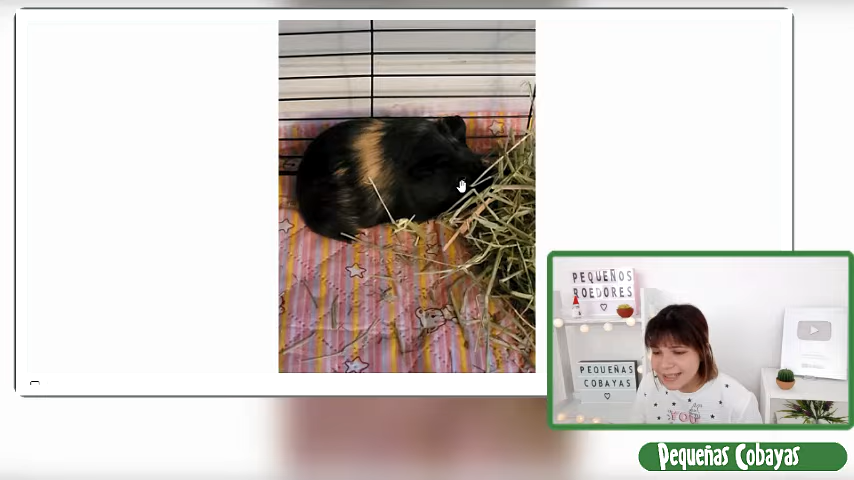 PEQUEÑOS
ROEDORES
PEQUEÑAS
COBAYAS
Pequeñas Cobayas